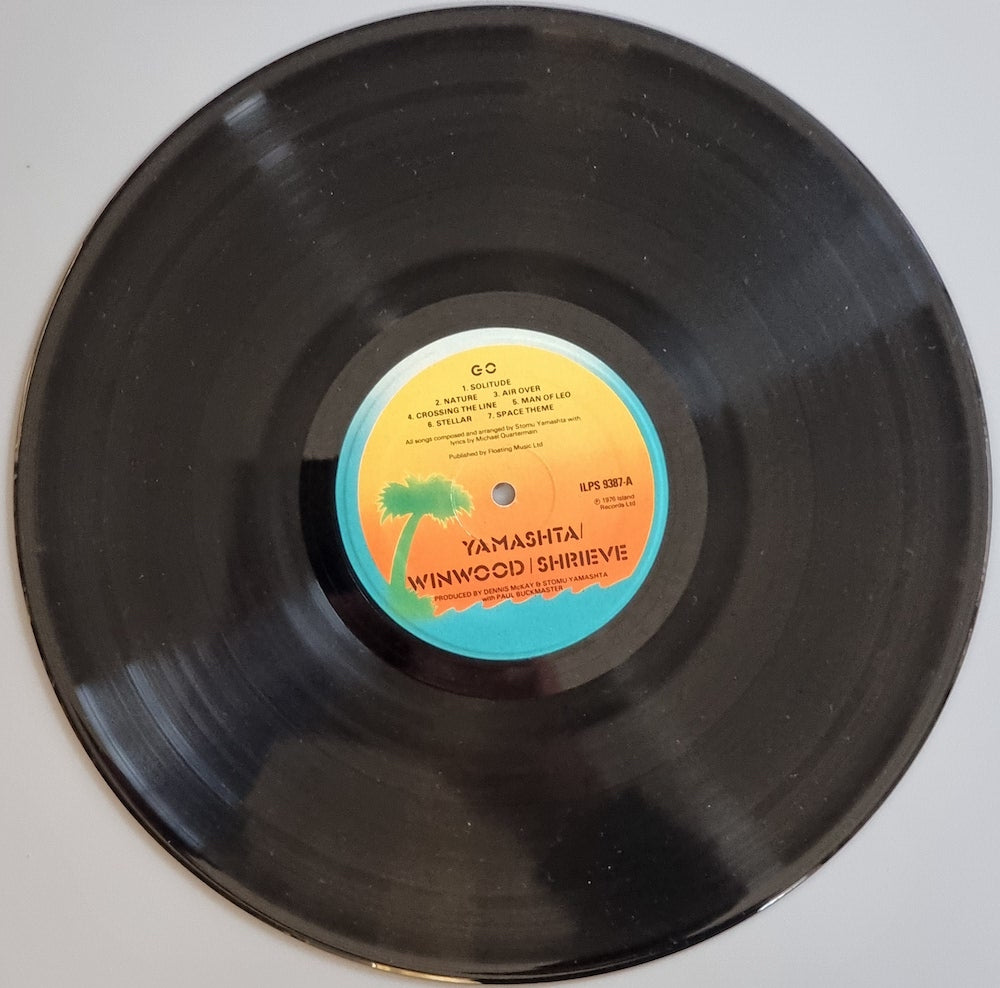 GO
1. SOLITUDE
2. NATURE 3. AIR OVER
4. CROSSING THE LINE 5. MAN OF LEO
6. STELLAR 7. SPACE THEME
All songs composed and arranged by Stomu Yamashta with
lyrics by Michael Quartermain
Published by Floating Music Ltd
ILPS 9387-A
℗ 1976 Island
Records Ltd
YAMASHTA/
WINWOOD/SHRIEVE
PRODUCED BY DENNIS McKAY & STOMU YAMASHTA
with PAUL BUCKMASTER